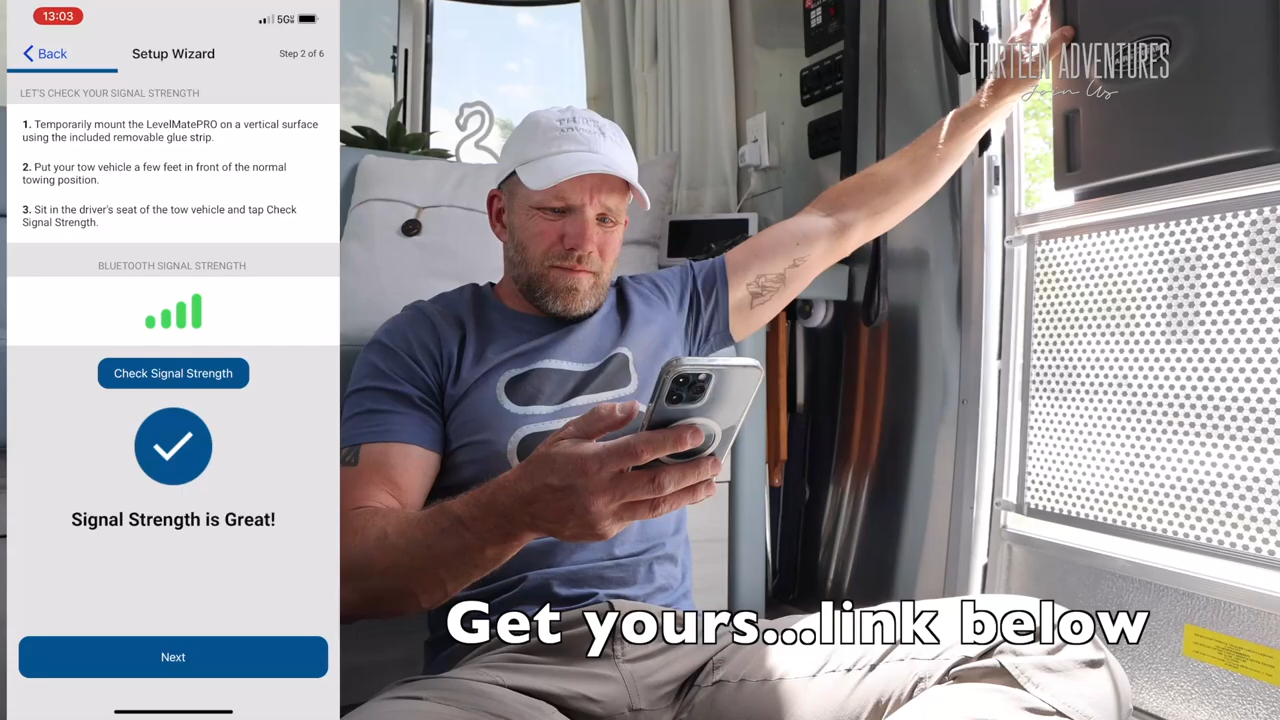 13:03
5G
Back
Setup Wizard
Step 2 of 6
LET'S CHECK YOUR SIGNAL STRENGTH
1. Temporarily mount the LevelMatePRO on a vertical surface
using the included removable glue strip.
2. Put your tow vehicle a few feet in front of the normal
towing position.
3. Sit in the driver's seat of the tow vehicle and tap Check
Signal Strength.
BLUETOOTH SIGNAL STRENGTH
Check Signal Strength
Signal Strength is Great!
Next
THIRTEEN ADVENTURES
Join Us
Get yours...link below